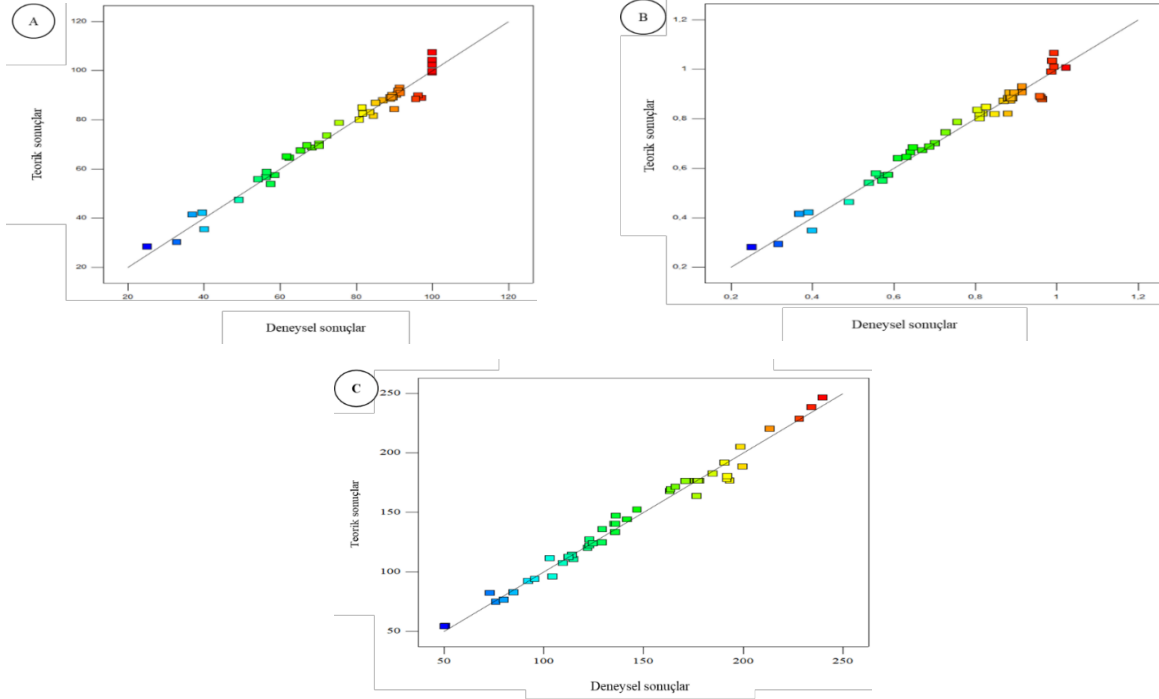 A
120
100
80
60
40
20
Teorik sonuçlar
20 40 60 80 100 120
Deneysel sonuçlar
B
1,2
1
0,8
0,6
0,4
0,2
Teorik sonuçlar
0,2 0,4 0,6 0,8 1 1,2
Deneysel sonuçlar
C
250
200
150
100
50
Teorik sonuçlar
50 100 150 200 250
Deneysel sonuçlar